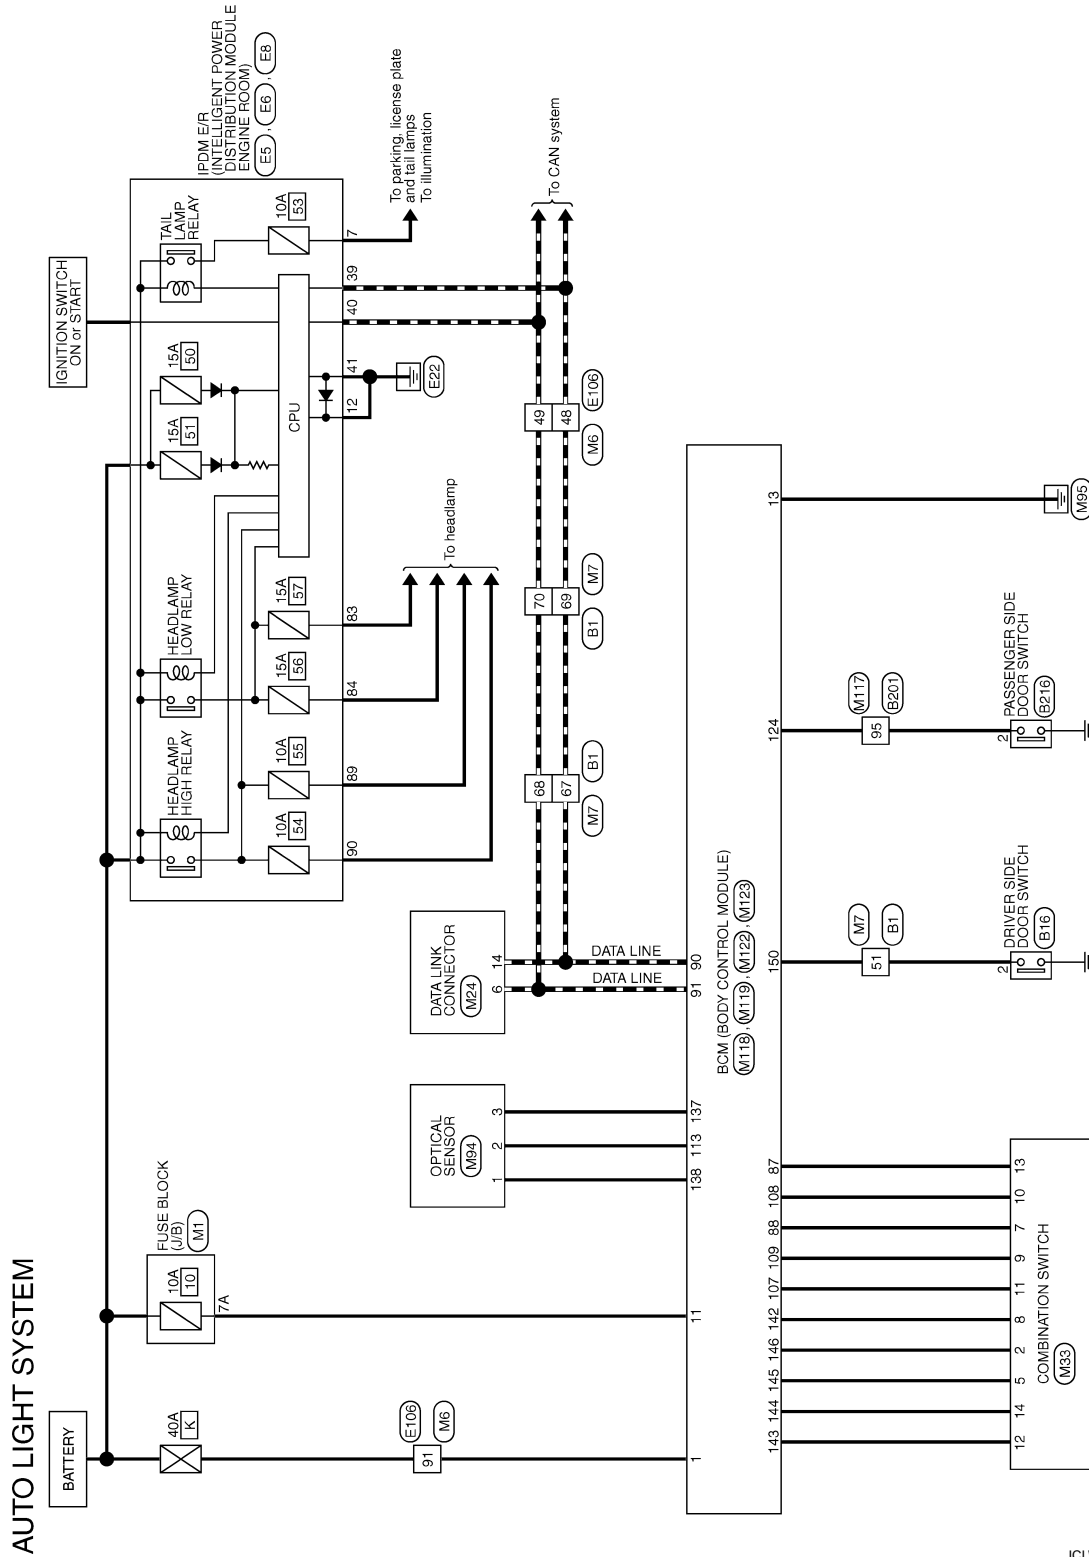 AUTO LIGHT SYSTEM
BATTERY
IGNITION SWITCH
ON or START
IPDM E/R
(INTELLIGENT POWER
DISTRIBUTION MODULE
ENGINE ROOM)
E5 , E6 , E8
40A
K
FUSE BLOCK
(J/B)
M1
10A
10
7A
HEADLAMP
HIGH RELAY
HEADLAMP
LOW RELAY
15A
51
15A
50
TAIL
LAMP
RELAY
CPU
10A
54
10A
55
15A
56
15A
57
10A
53
90
89
84
83
12
41
40
39
7
E22
To headlamp
To parking, license plate
and tail lamps
To illumination
To CAN system
91
E106
M6
OPTICAL
SENSOR
M94
1
2
3
DATA LINK
CONNECTOR
M24
6
14
DATA LINE
DATA LINE
68
67
M7
B1
70
69
B1
M7
49
48
M6
E106
1
11
138
113
137
91
90
BCM (BODY CONTROL MODULE)
M118 , M119 , M122 , M123
143
144
145
146
142
107
109
88
108
87
150
124
13
12
14
5
2
8
11
9
7
10
13
COMBINATION SWITCH
M33
51
M7
B1
2
DRIVER SIDE
DOOR SWITCH
B16
95
M117
B201
2
PASSENGER SIDE
DOOR SWITCH
B216
M95